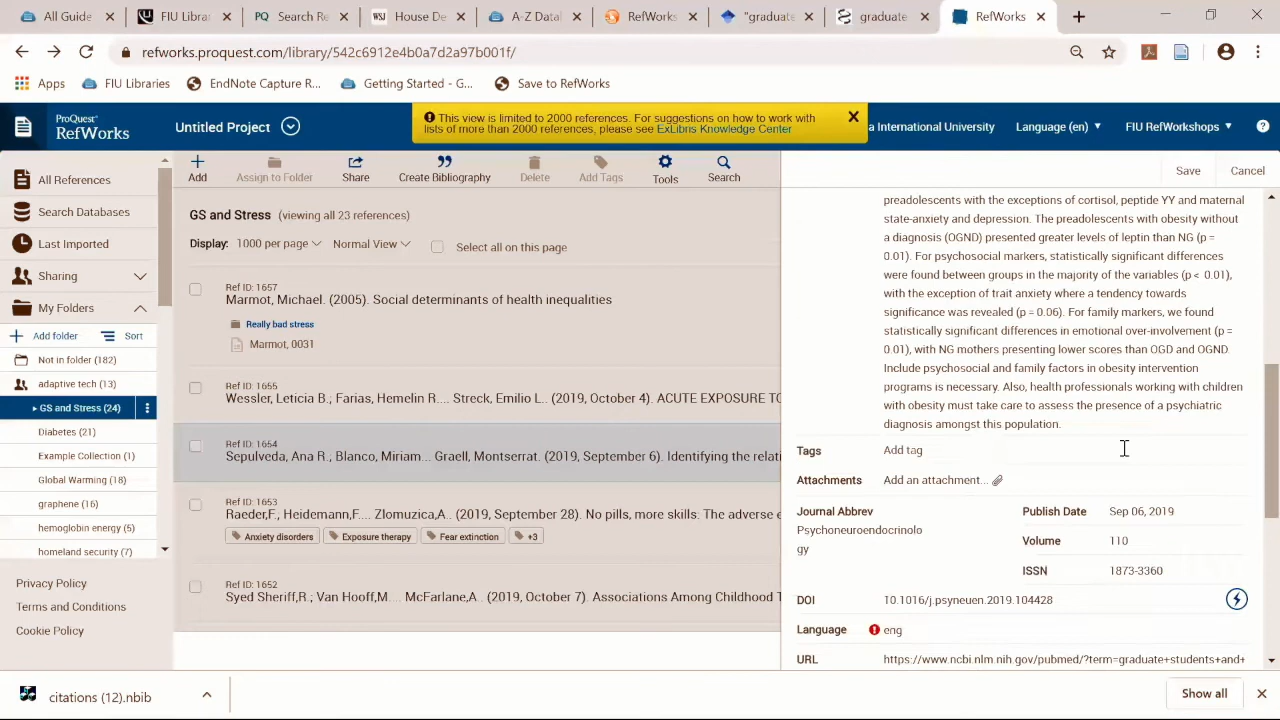 All Guides
FIU Librar
Search Re
House De
A-Z Datal
RefWorks
"graduate
graduate
RefWorks
refworks.proquest.com/library/542c6912e4b0a7d2a97b001f/
Apps
FIU Libraries
EndNote Capture R...
Getting Started - G...
Save to RefWorks
ProQuest
RefWorks
Untitled Project
This view is limited to 2000 references. For suggestions on how to work with
lists of more than 2000 references, please see ExLibris Knowledge Center
a International University
Language (en)
FIU RefWorkshops
All References
Search Databases
Last Imported
Sharing
My Folders
Add folder
Sort
Not in folder (182)
adaptive tech (13)
GS and Stress (24)
Diabetes (21)
Example Collection (1)
Global Warming (18)
graphene (16)
hemoglobin energy (5)
homeland security (7)
Privacy Policy
Terms and Conditions
Cookie Policy
Add
Assign to Folder
Share
Create Bibliography
Delete
Add Tags
Tools
Search
GS and Stress (viewing all 23 references)
Display: 1000 per page Normal View Select all on this page
Ref ID: 1657
Marmot, Michael. (2005). Social determinants of health inequalities
Really bad stress
Marmot, 0031
Ref ID: 1655
Wessler, Leticia B.; Farias, Hemelin R.... Streck, Emilio L.. (2019, October 4). ACUTE EXPOSURE TO
Ref ID: 1654
Sepulveda, Ana R.; Blanco, Miriam... Graell, Montserrat. (2019, September 6). Identifying the relati
Ref ID: 1653
Raeder,F.; Heidemann,F.... Zlomuzica,A.. (2019, September 28). No pills, more skills: The adverse e
Anxiety disorders
Exposure therapy
Fear extinction
+3
Ref ID: 1652
Syed Sheriff,R.; Van Hooff,M.... McFarlane,A.. (2019, October 7). Associations Among Childhood T
Save
Cancel
preadolescents with the exceptions of cortisol, peptide YY and maternal
state-anxiety and depression. The preadolescents with obesity without
a diagnosis (OGND) presented greater levels of leptin than NG (p =
0.01). For psychosocial markers, statistically significant differences
were found between groups in the majority of the variables (p < 0.01),
with the exception of trait anxiety where a tendency towards
significance was revealed (p = 0.06). For family markers, we found
statistically significant differences in emotional over-involvement (p =
0.01), with NG mothers presenting lower scores than OGD and OGND.
Include psychosocial and family factors in obesity intervention
programs is necessary. Also, health professionals working with children
with obesity must take care to assess the presence of a psychiatric
diagnosis amongst this population.
Tags Add tag
Attachments Add an attachment...
Journal Abbrev
Psychoneuroendocrinolo
gy
Publish Date Sep 06, 2019
Volume 110
ISSN 1873-3360
DOI 10.1016/j.psyneuen.2019.104428
Language eng
URL https://www.ncbi.nlm.nih.gov/pubmed/?term=graduate+students+and+
citations (12).nbib
Show all